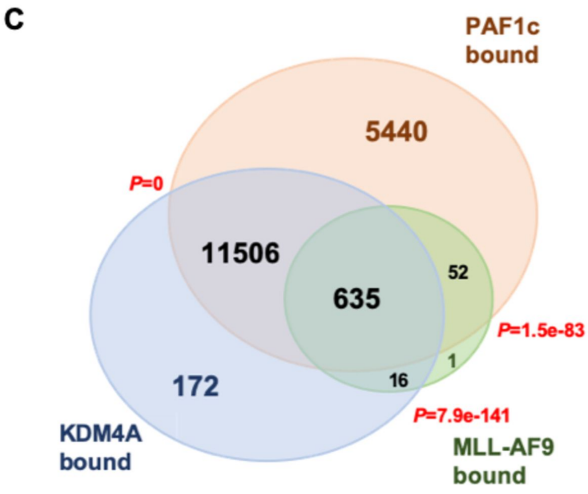 C
PAF1c
bound
5440
P=0
11506
52
635
P=1.5e-83
1
16
172
P=7.9e-141
KDM4A
bound
MLL-AF9
bound